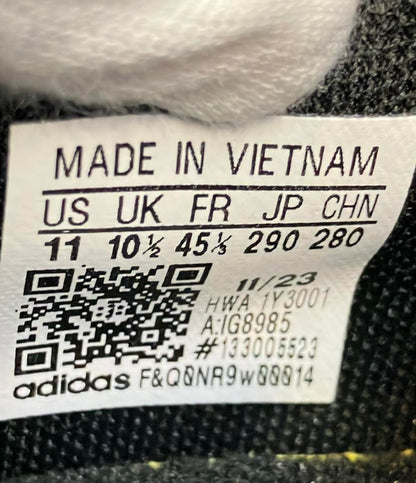 MADE IN VIETNAM
US UK FR JP CHN
11 10½ 45⅓ 290 280
11/23
HWA 1Y3001
A:IG8985
#133005523
adidas F&Q0NR9w00014